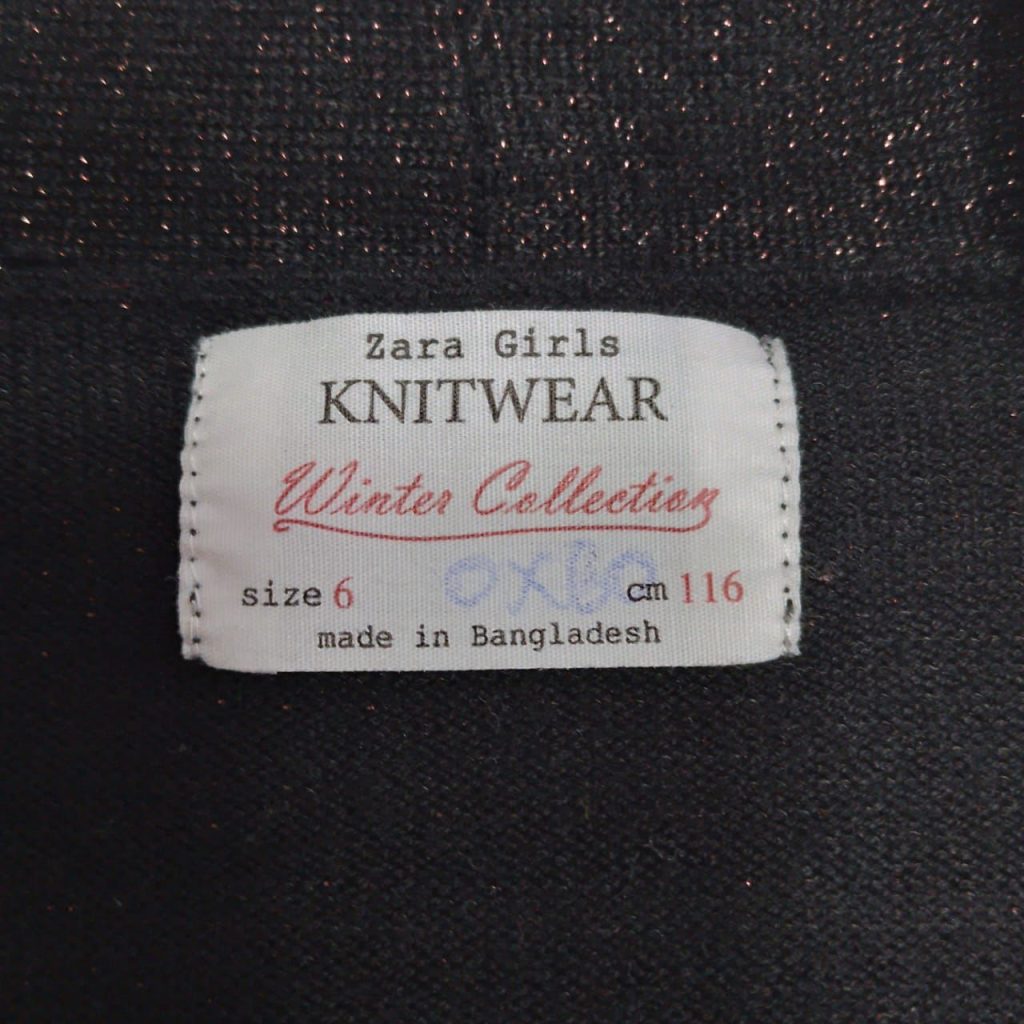 Zara Girls
KNITWEAR
Winter Collection
size 6 cm 116
made in Bangladesh